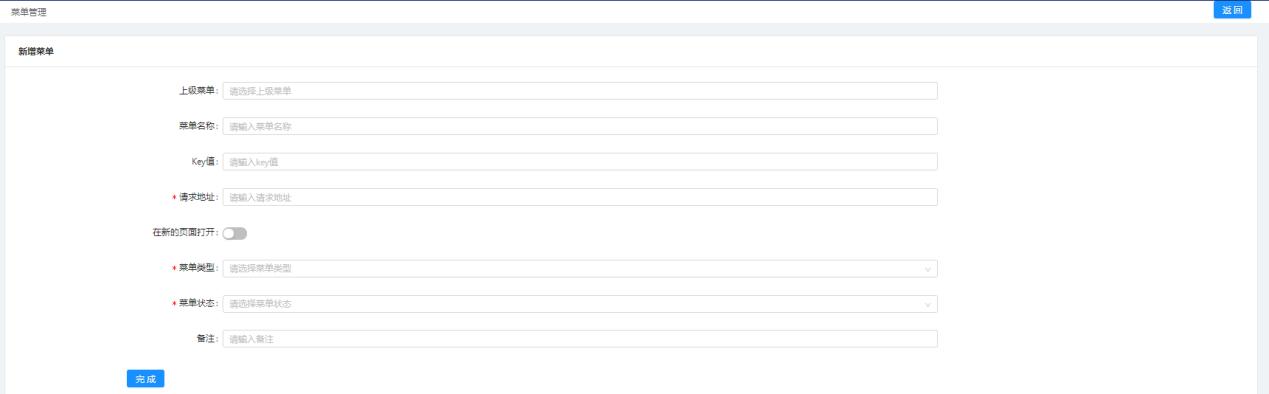 菜单管理
返 回
新增菜单
上级菜单: 请选择上级菜单
菜单名称: 请输入菜单名称
Key值: 请输入key值
* 请求地址: 请输入请求地址
在新的页面打开:
* 菜单类型: 请选择菜单类型
* 菜单状态: 请选择菜单状态
备注: 请输入备注
完 成